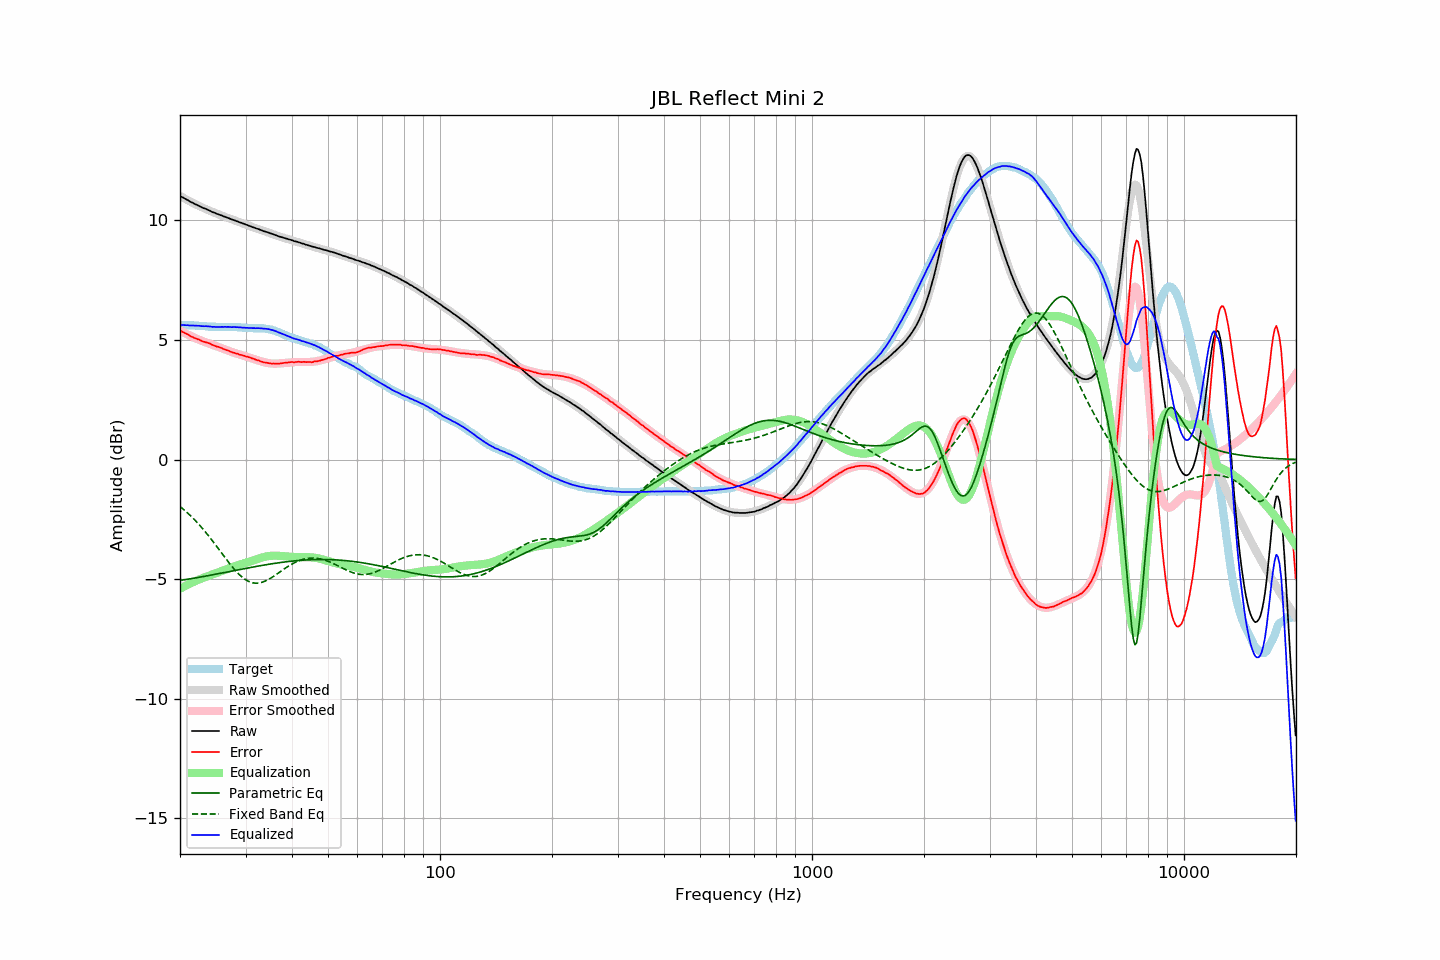 JBL Reflect Mini 2
Amplitude (dBr)
10
5
0
−5
−10
−15
Target
Raw Smoothed
Error Smoothed
Raw
Error
Equalization
Parametric Eq
Fixed Band Eq
Equalized
100
1000
10000
Frequency (Hz)